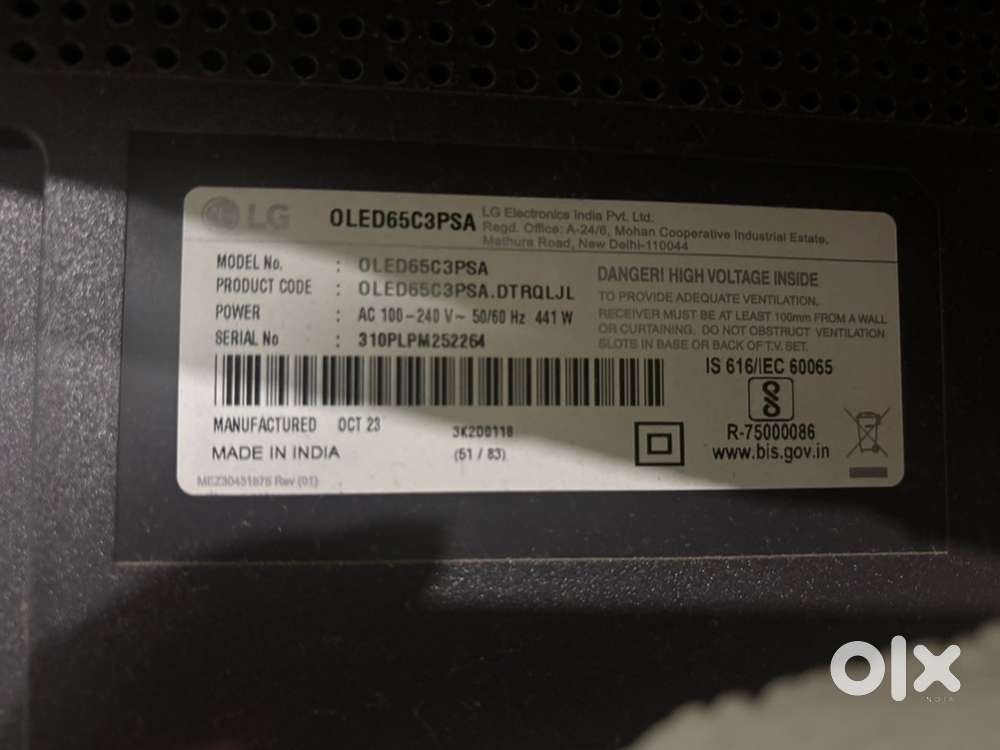 LG OLED65C3PSA
LG Electronics India Pvt. Ltd.
Regd. Office: A-24/6, Mohan Cooperative Industrial Estate,
Mathura Road, New Delhi-110044
MODEL No. : OLED65C3PSA
PRODUCT CODE : OLED65C3PSA.DTRQLJL
POWER : AC 100-240 V~ 50/60 Hz 441 W
SERIAL No : 310PLPM252264
DANGER! HIGH VOLTAGE INSIDE
TO PROVIDE ADEQUATE VENTILATION,
RECEIVER MUST BE AT LEAST 100mm FROM A WALL
OR CURTAINING. DO NOT OBSTRUCT VENTILATION
SLOTS IN BASE OR BACK OF T.V. SET.
IS 616/IEC 60065
R-75000086
www.bis.gov.in
MANUFACTURED OCT 23
3K2D0118
MADE IN INDIA
(51 / 83)
MEZ30431878 Rev (01)
olx
INDIA